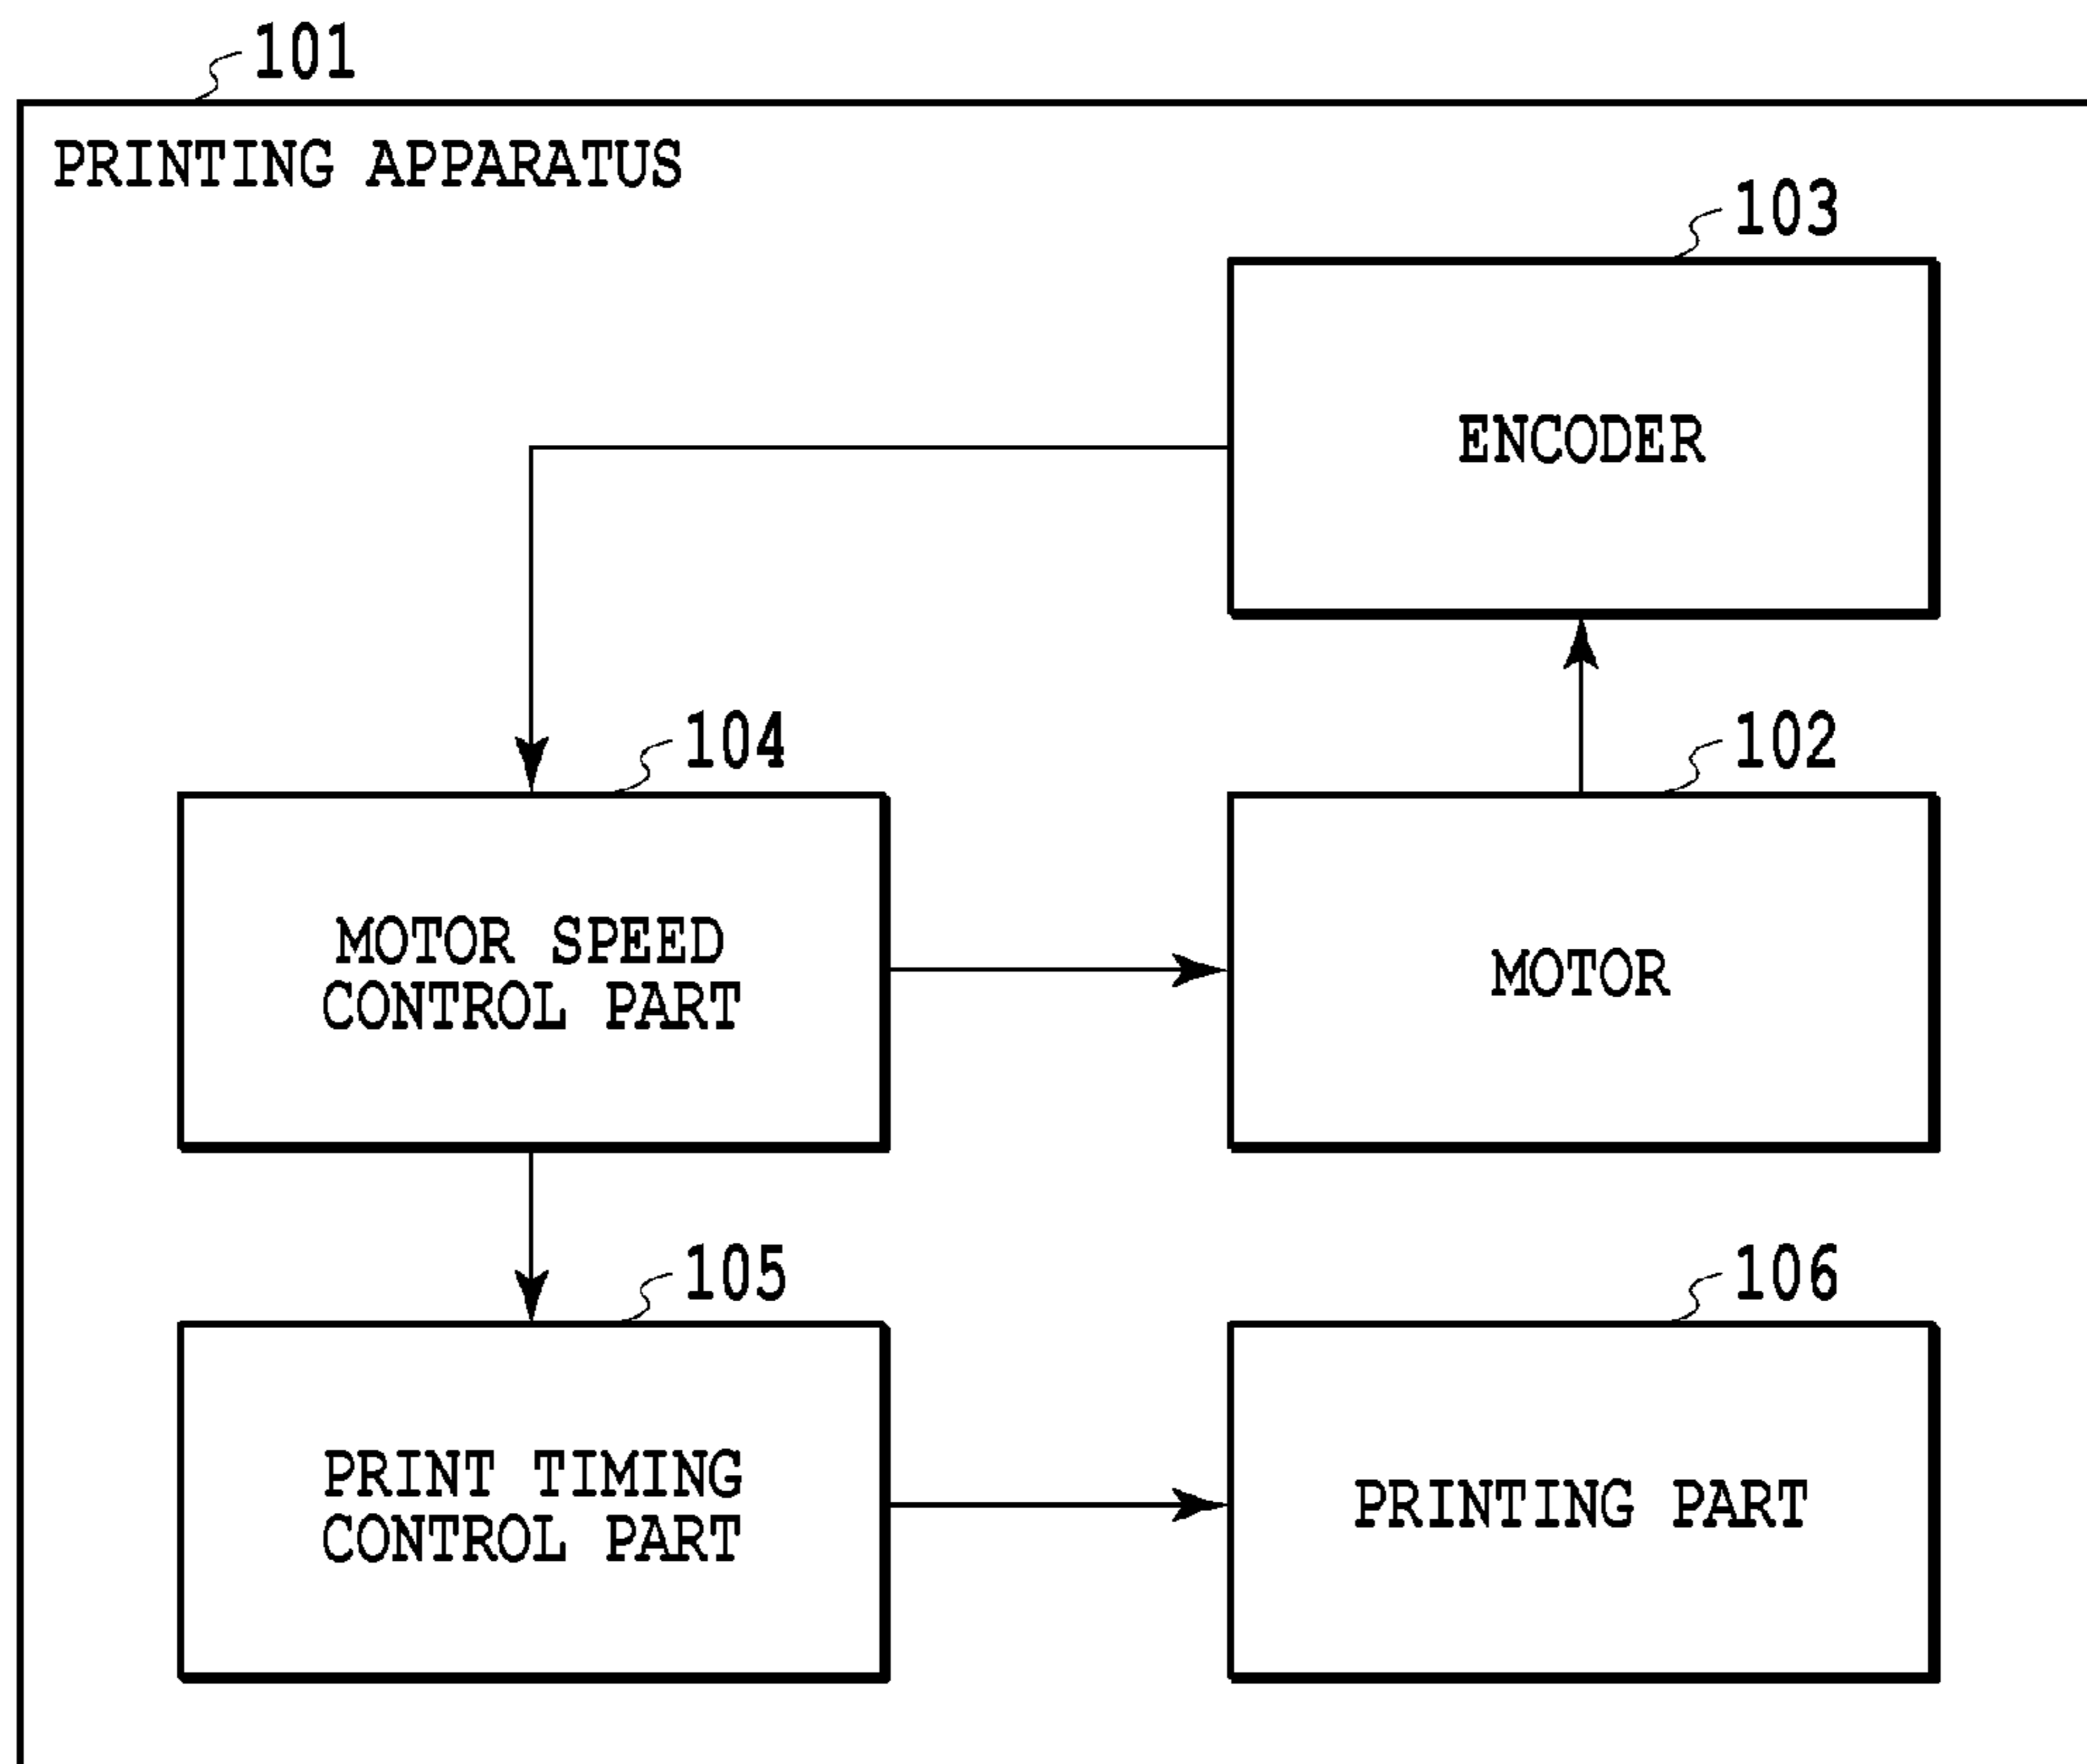 101
PRINTING APPARATUS
103
ENCODER
104
102
MOTOR SPEED
CONTROL PART
MOTOR
105
106
PRINT TIMING
CONTROL PART
PRINTING PART